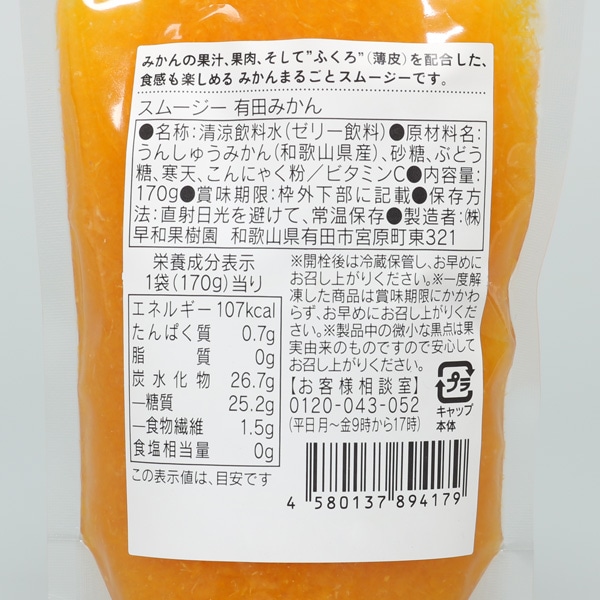 みかんの果汁、果肉、そして"ふくろ"(薄皮)を配合した、
食感も楽しめる みかんまるごとスムージーです。
スムージー 有田みかん
●名称:清涼飲料水(ゼリー飲料)●原材料名:
うんしゅうみかん(和歌山県産)、砂糖、ぶどう
糖、寒天、こんにゃく粉／ビタミンC●内容量:
170g●賞味期限:枠外下部に記載●保存方
法:直射日光を避けて、常温保存●製造者:㈱
早和果樹園 和歌山県有田市宮原町東321
栄養成分表示
1袋(170g)当り
エネルギー 107kcal
たんぱく質 0.7g
脂質 0g
炭水化物 26.7g
―糖質 25.2g
―食物繊維 1.5g
食塩相当量 0g
この表示値は、目安です
※開栓後は冷蔵保管し、お早めに
お召し上がりください。※一度解
凍した商品は賞味期限にかかわ
らず、お早めにお召し上がりくだ
さい。※製品中の微小な黒点は果
実由来のものですので安心して
お召し上がりください。
【お客様相談室】
0120-043-052
(平日 月〜金9時から17時)
プラ
キャップ
本体
4 580137 894179